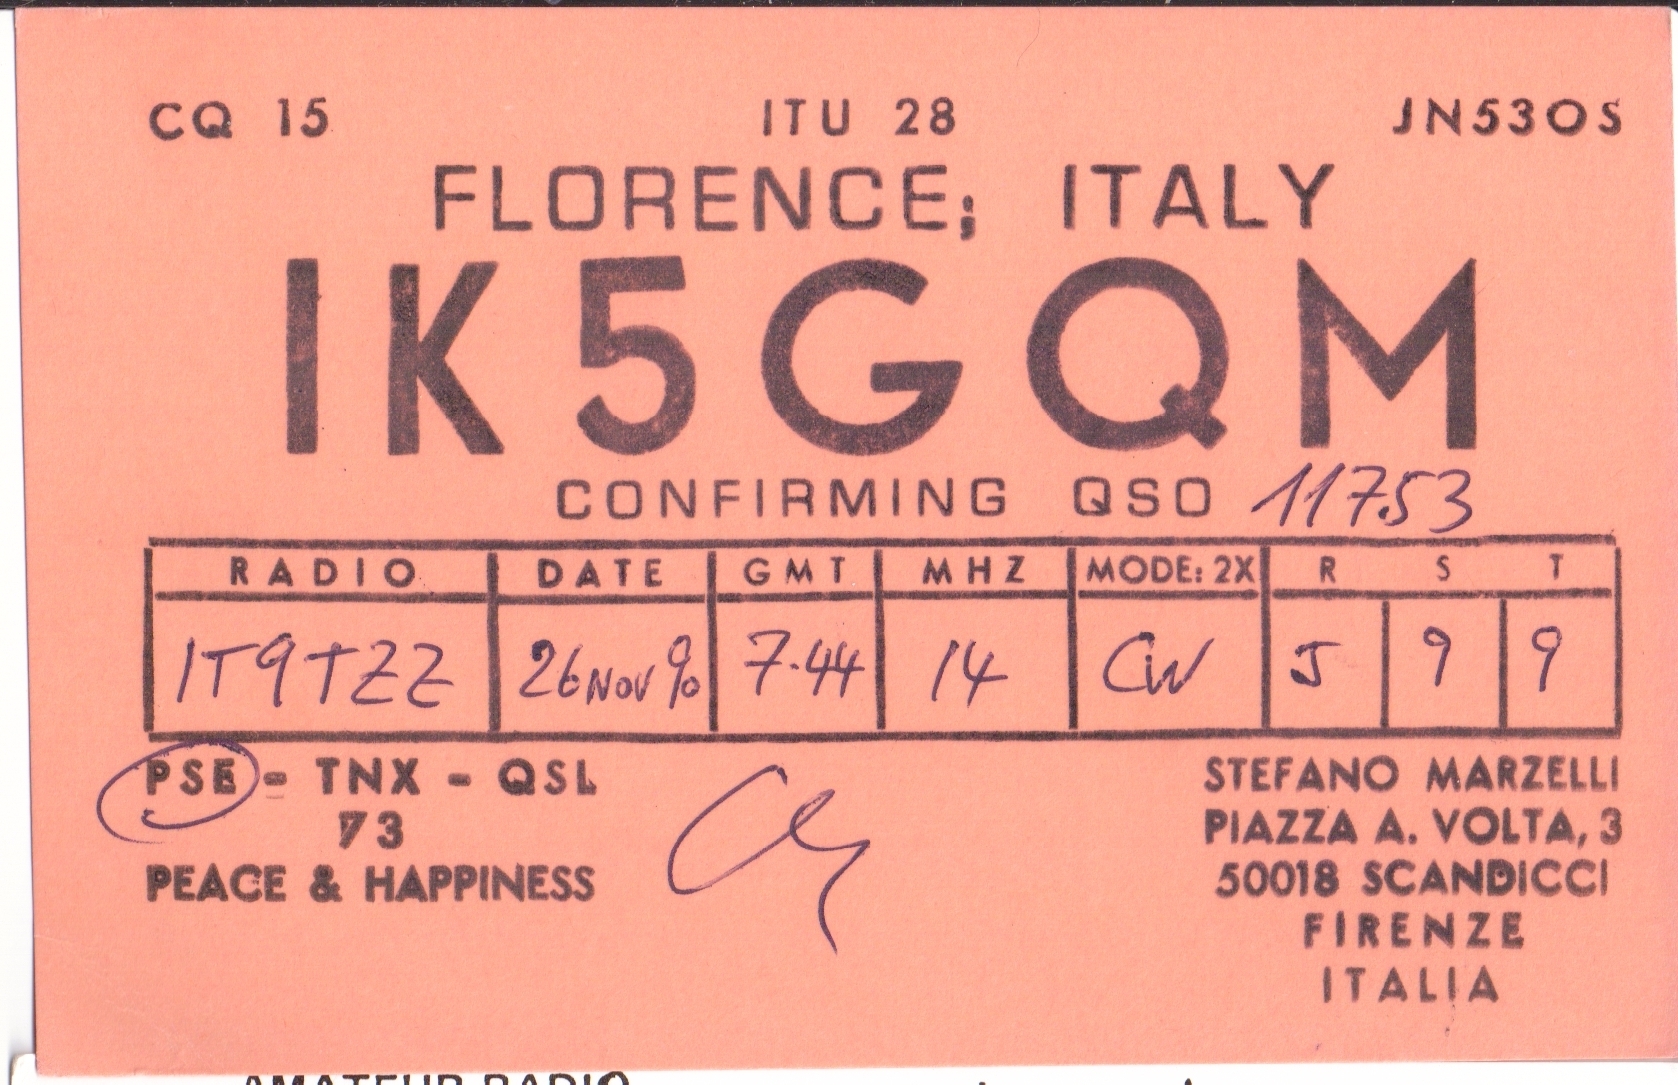 CQ 15 ITU 28 JN53OS
FLORENCE; ITALY
IK5GQM
CONFIRMING QSO 11753
RADIO DATE GMT MHZ MODE: 2X R S T
IT9TZZ 26 NOV 90 7.44 14 CW 5 9 9
PSE - TNX - QSL
73
PEACE & HAPPINESS
STEFANO MARZELLI
PIAZZA A. VOLTA, 3
50018 SCANDICCI
FIRENZE
ITALIA
AMATEUR RADIO